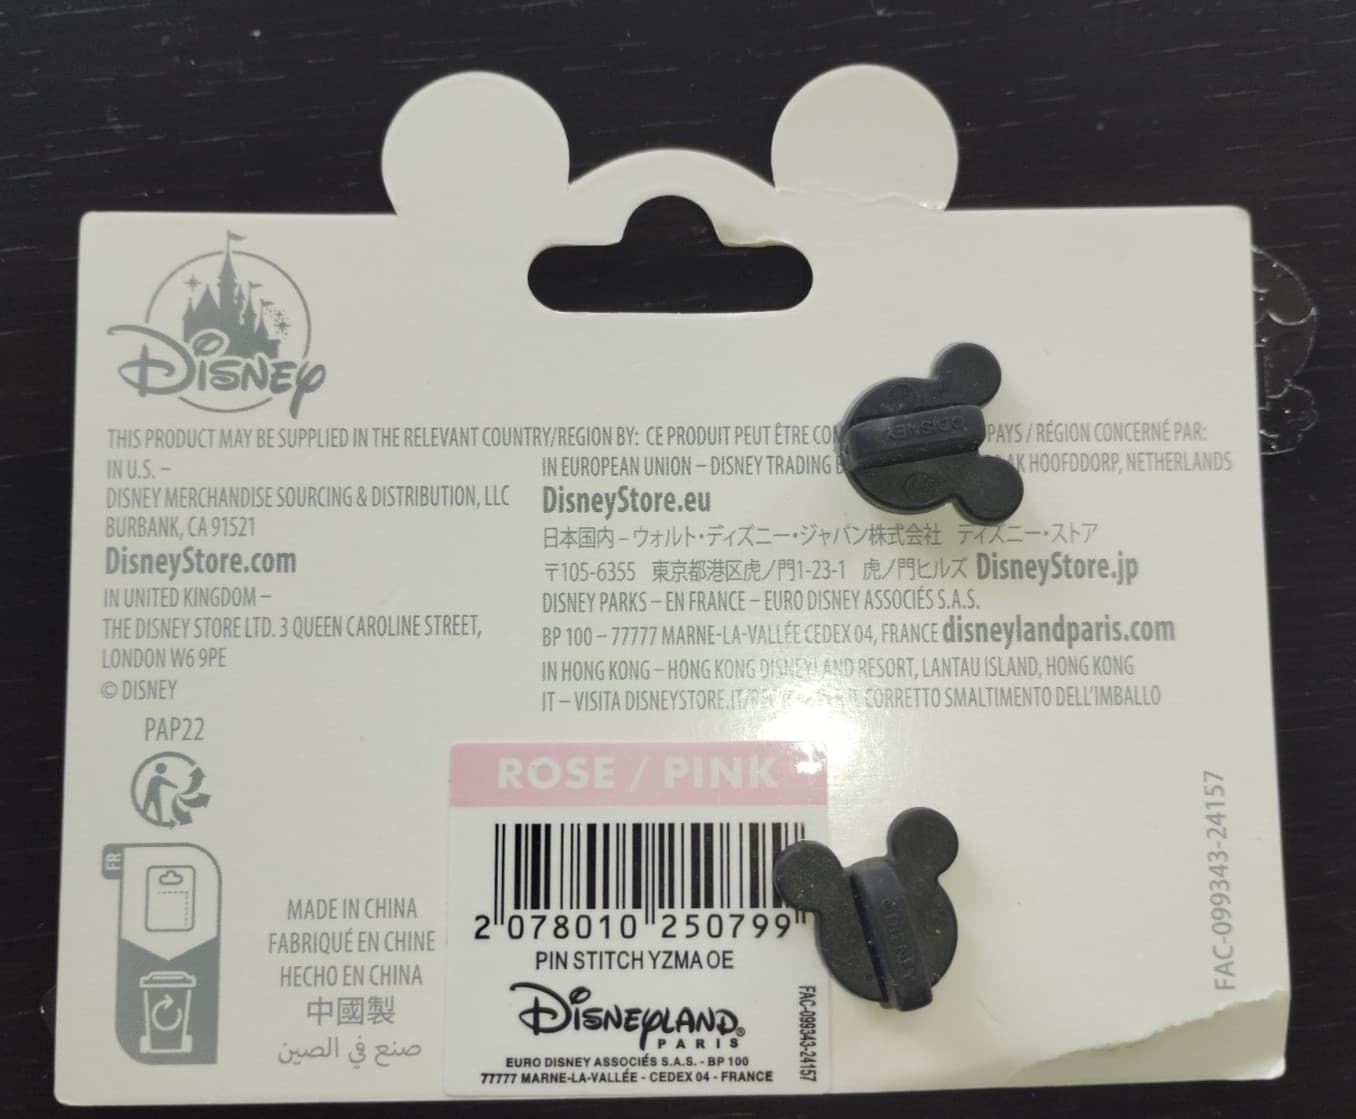 DISNEY
THIS PRODUCT MAY BE SUPPLIED IN THE RELEVANT COUNTRY/REGION BY: CE PRODUIT PEUT ÊTRE PAYS / RÉGION CONCERNÉ PAR:
IN U.S. –
DISNEY MERCHANDISE SOURCING & DISTRIBUTION, LLC
BURBANK, CA 91521
DisneyStore.com
IN UNITED KINGDOM –
THE DISNEY STORE LTD. 3 QUEEN CAROLINE STREET,
LONDON W6 9PE
© DISNEY
IN EUROPEAN UNION – DISNEY TRADING HOOFDDORP, NETHERLANDS
DisneyStore.eu
日本国内 – ウォルト・ディズニー・ジャパン株式会社 ディズニー・ストア
〒105-6355 東京都港区虎ノ門1-23-1 虎ノ門ヒルズ DisneyStore.jp
DISNEY PARKS – EN FRANCE – EURO DISNEY ASSOCIÉS S.A.S.
BP 100 – 77777 MARNE-LA-VALLÉE CEDEX 04, FRANCE disneylandparis.com
IN HONG KONG – HONG KONG DISNEYLAND RESORT, LANTAU ISLAND, HONG KONG
IT – VISITA CORRETTO SMALTIMENTO DELL'IMBALLO
PAP22
FR
MADE IN CHINA
FABRIQUÉ EN CHINE
HECHO EN CHINA
中國製
صنع في الصين
ROSE / PINK
2 078010 250799
PIN STITCH YZMA OE
DISNEYLAND®
PARIS
EURO DISNEY ASSOCIÉS S.A.S. - BP 100
77777 MARNE-LA-VALLÉE - CEDEX 04 - FRANCE
FAC-099343-24157
FAC-099343-24157
©DISNEY
©DISNEY